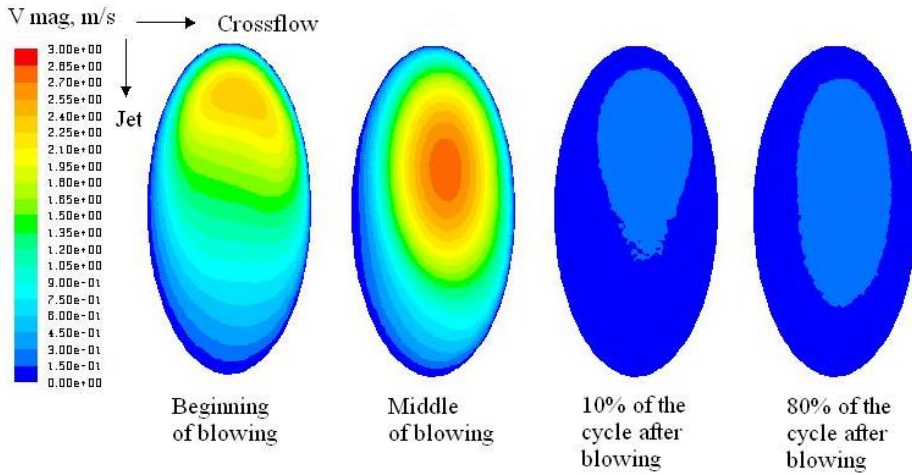 V mag, m/s
Crossflow
Jet
3.00e+00
2.85e+00
2.70e+00
2.55e+00
2.40e+00
2.25e+00
2.10e+00
1.95e+00
1.80e+00
1.65e+00
1.50e+00
1.35e+00
1.20e+00
1.05e+00
9.00e-01
7.50e-01
6.00e-01
4.50e-01
3.00e-01
1.50e-01
0.00e+00
Beginning
of blowing
Middle
of blowing
10% of the
cycle after
blowing
80% of the
cycle after
blowing